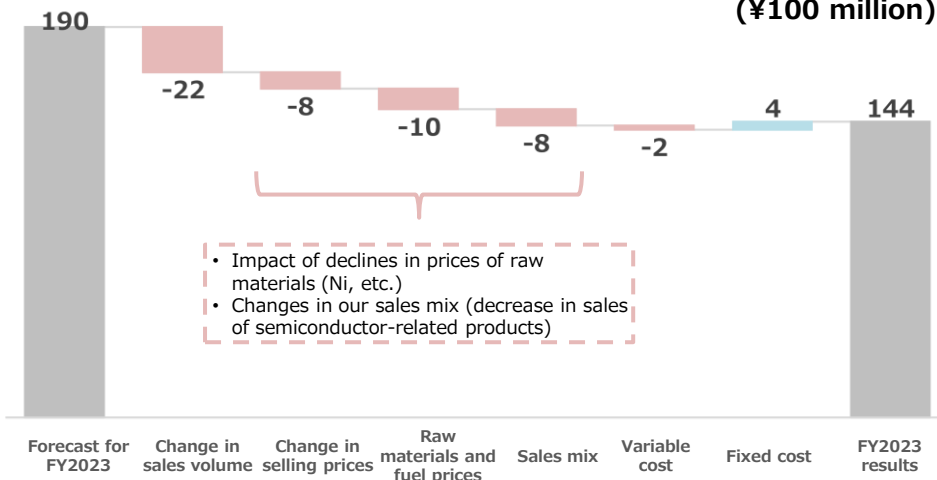 (¥100 million)
190
-22
-8
-10
-8
-2
4
144
• Impact of declines in prices of raw
materials (Ni, etc.)
• Changes in our sales mix (decrease in sales
of semiconductor-related products)
Forecast for
FY2023
Change in
sales volume
Change in
selling prices
Raw
materials and
fuel prices
Sales mix
Variable
cost
Fixed cost
FY2023
results